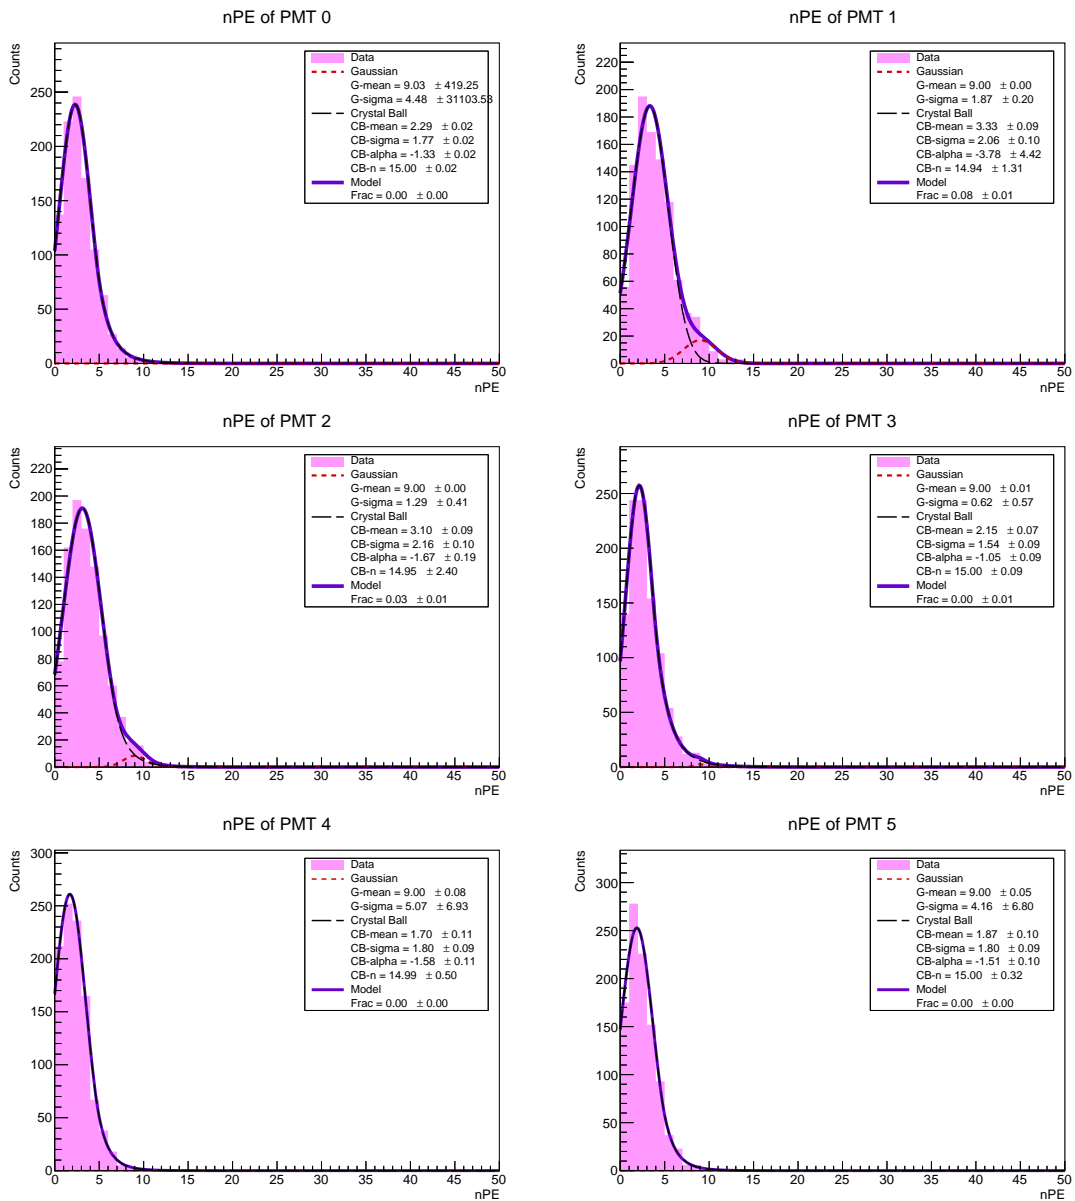 nPE of PMT 0
Counts
Data
Gaussian
G-mean = 9.03 ± 419.25
G-sigma = 4.48 ± 31103.53
Crystal Ball
CB-mean = 2.29 ± 0.02
CB-sigma = 1.77 ± 0.02
CB-alpha = -1.33 ± 0.02
CB-n = 15.00 ± 0.02
Model
Frac = 0.00 ± 0.00
250
200
150
100
50
0
0 5 10 15 20 25 30 35 40 45 50
nPE
nPE of PMT 1
Counts
Data
Gaussian
G-mean = 9.00 ± 0.00
G-sigma = 1.87 ± 0.20
Crystal Ball
CB-mean = 3.33 ± 0.09
CB-sigma = 2.06 ± 0.10
CB-alpha = -3.78 ± 4.42
CB-n = 14.94 ± 1.31
Model
Frac = 0.08 ± 0.01
220
200
180
160
140
120
100
80
60
40
20
0
0 5 10 15 20 25 30 35 40 45 50
nPE
nPE of PMT 2
Counts
Data
Gaussian
G-mean = 9.00 ± 0.00
G-sigma = 1.29 ± 0.41
Crystal Ball
CB-mean = 3.10 ± 0.09
CB-sigma = 2.16 ± 0.10
CB-alpha = -1.67 ± 0.19
CB-n = 14.95 ± 2.40
Model
Frac = 0.03 ± 0.01
220
200
180
160
140
120
100
80
60
40
20
0
0 5 10 15 20 25 30 35 40 45 50
nPE
nPE of PMT 3
Counts
Data
Gaussian
G-mean = 9.00 ± 0.01
G-sigma = 0.62 ± 0.57
Crystal Ball
CB-mean = 2.15 ± 0.07
CB-sigma = 1.54 ± 0.09
CB-alpha = -1.05 ± 0.09
CB-n = 15.00 ± 0.09
Model
Frac = 0.00 ± 0.01
250
200
150
100
50
0
0 5 10 15 20 25 30 35 40 45 50
nPE
nPE of PMT 4
Counts
Data
Gaussian
G-mean = 9.00 ± 0.08
G-sigma = 5.07 ± 6.93
Crystal Ball
CB-mean = 1.70 ± 0.11
CB-sigma = 1.80 ± 0.09
CB-alpha = -1.58 ± 0.11
CB-n = 14.99 ± 0.50
Model
Frac = 0.00 ± 0.00
300
250
200
150
100
50
0
0 5 10 15 20 25 30 35 40 45 50
nPE
nPE of PMT 5
Counts
Data
Gaussian
G-mean = 9.00 ± 0.05
G-sigma = 4.16 ± 6.80
Crystal Ball
CB-mean = 1.87 ± 0.10
CB-sigma = 1.80 ± 0.09
CB-alpha = -1.51 ± 0.10
CB-n = 15.00 ± 0.32
Model
Frac = 0.00 ± 0.00
300
250
200
150
100
50
0
0 5 10 15 20 25 30 35 40 45 50
nPE